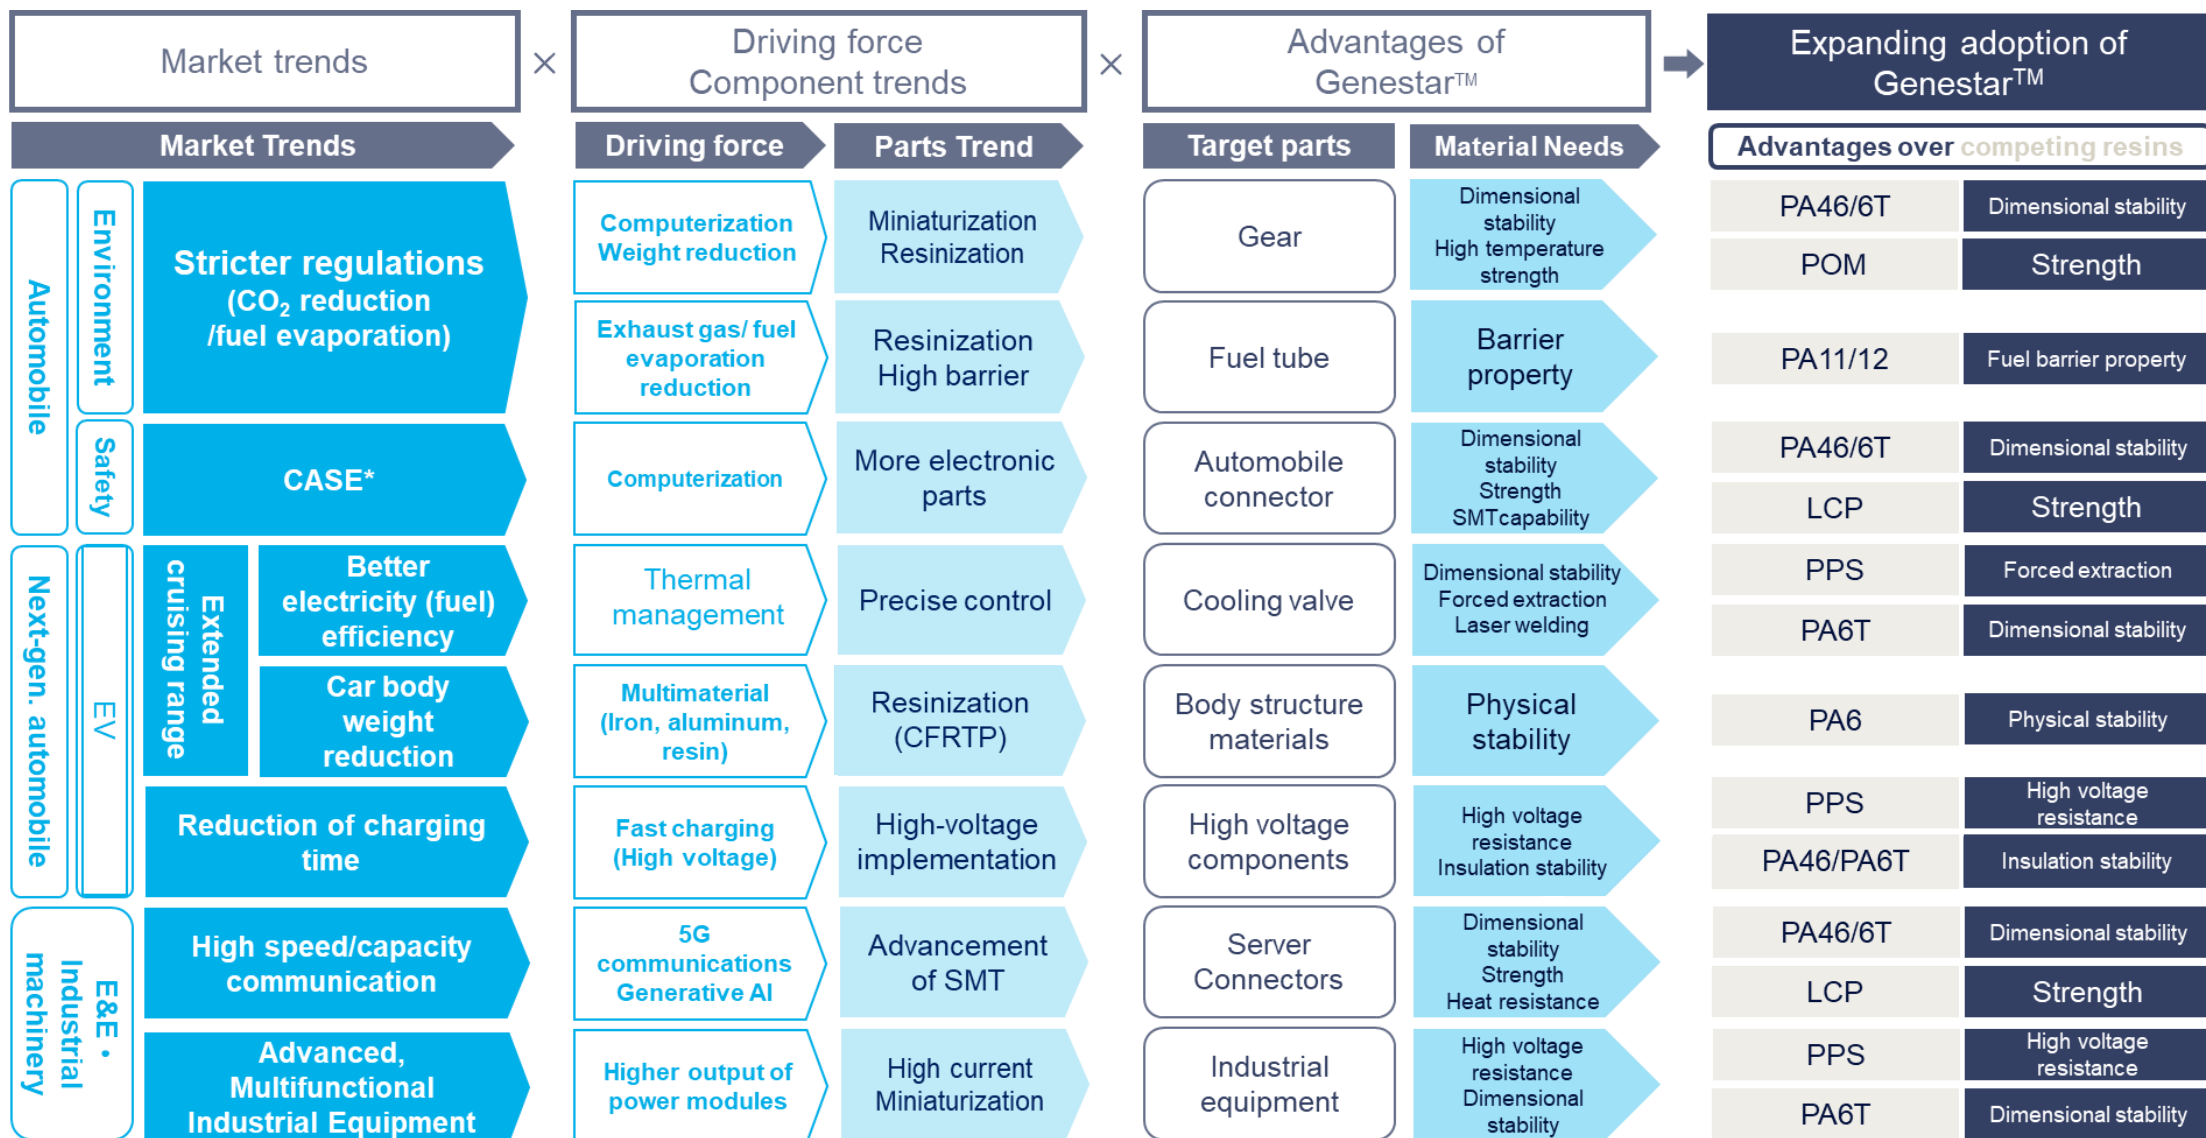 Market trends
×
Driving force
Component trends
×
Advantages of
Genestar™
Expanding adoption of
Genestar™
Market Trends
Driving force
Parts Trend
Target parts
Material Needs
Advantages over competing resins
Automobile
Environment
Stricter regulations
(CO₂ reduction
/fuel evaporation)
Computerization
Weight reduction
Miniaturization
Resinization
Gear
Dimensional
stability
High temperature
strength
PA46/6T
Dimensional stability
POM
Strength
Exhaust gas/ fuel
evaporation
reduction
Resinization
High barrier
Fuel tube
Barrier
property
PA11/12
Fuel barrier property
Safety
CASE*
Computerization
More electronic
parts
Automobile
connector
Dimensional
stability
Strength
SMTcapability
PA46/6T
Dimensional stability
LCP
Strength
Next-gen. automobile
EV
Extended
cruising range
Better
electricity (fuel)
efficiency
Thermal
management
Precise control
Cooling valve
Dimensional stability
Forced extraction
Laser welding
PPS
Forced extraction
PA6T
Dimensional stability
Car body
weight
reduction
Multimaterial
(Iron, aluminum,
resin)
Resinization
(CFRTP)
Body structure
materials
Physical
stability
PA6
Physical stability
Reduction of charging
time
Fast charging
(High voltage)
High-voltage
implementation
High voltage
components
High voltage
resistance
Insulation stability
PPS
High voltage
resistance
PA46/PA6T
Insulation stability
E&E •
Industrial
machinery
High speed/capacity
communication
5G
communications
Generative AI
Advancement
of SMT
Server
Connectors
Dimensional
stability
Strength
Heat resistance
PA46/6T
Dimensional stability
LCP
Strength
Advanced,
Multifunctional
Industrial Equipment
Higher output of
power modules
High current
Miniaturization
Industrial
equipment
High voltage
resistance
Dimensional
stability
PPS
High voltage
resistance
PA6T
Dimensional stability